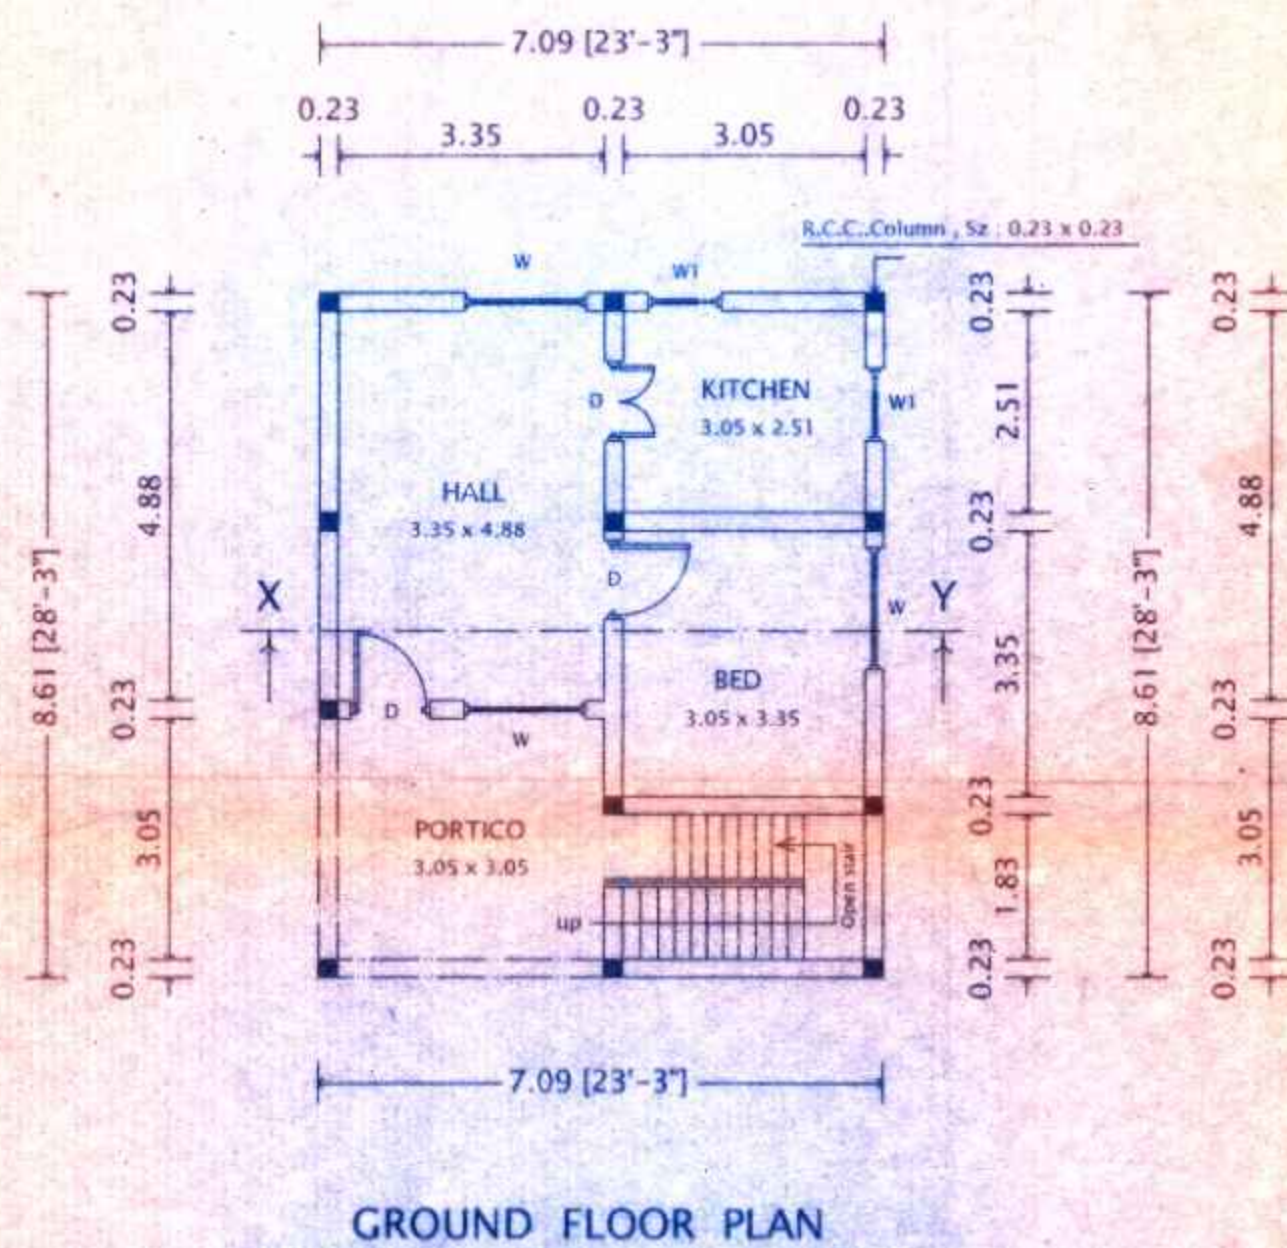 7.09 [23'-3"]
0.23 0.23 0.23
3.35 3.05
R.C.C..Column , Sz : 0.23 x 0.23
W W1
0.23 0.23 0.23
D KITCHEN W1
3.05 x 2.51
2.51
HALL
3.35 x 4.88
4.88 4.88
0.23
D
X Y
W
8.61 [28'-3"] 8.61 [28'-3"]
3.35
BED
3.05 x 3.35
0.23 0.23
D
W
0.23
PORTICO
3.05 x 3.05
3.05 3.05
Open stair
1.83
up
0.23 0.23 0.23
7.09 [23'-3"]
GROUND FLOOR PLAN